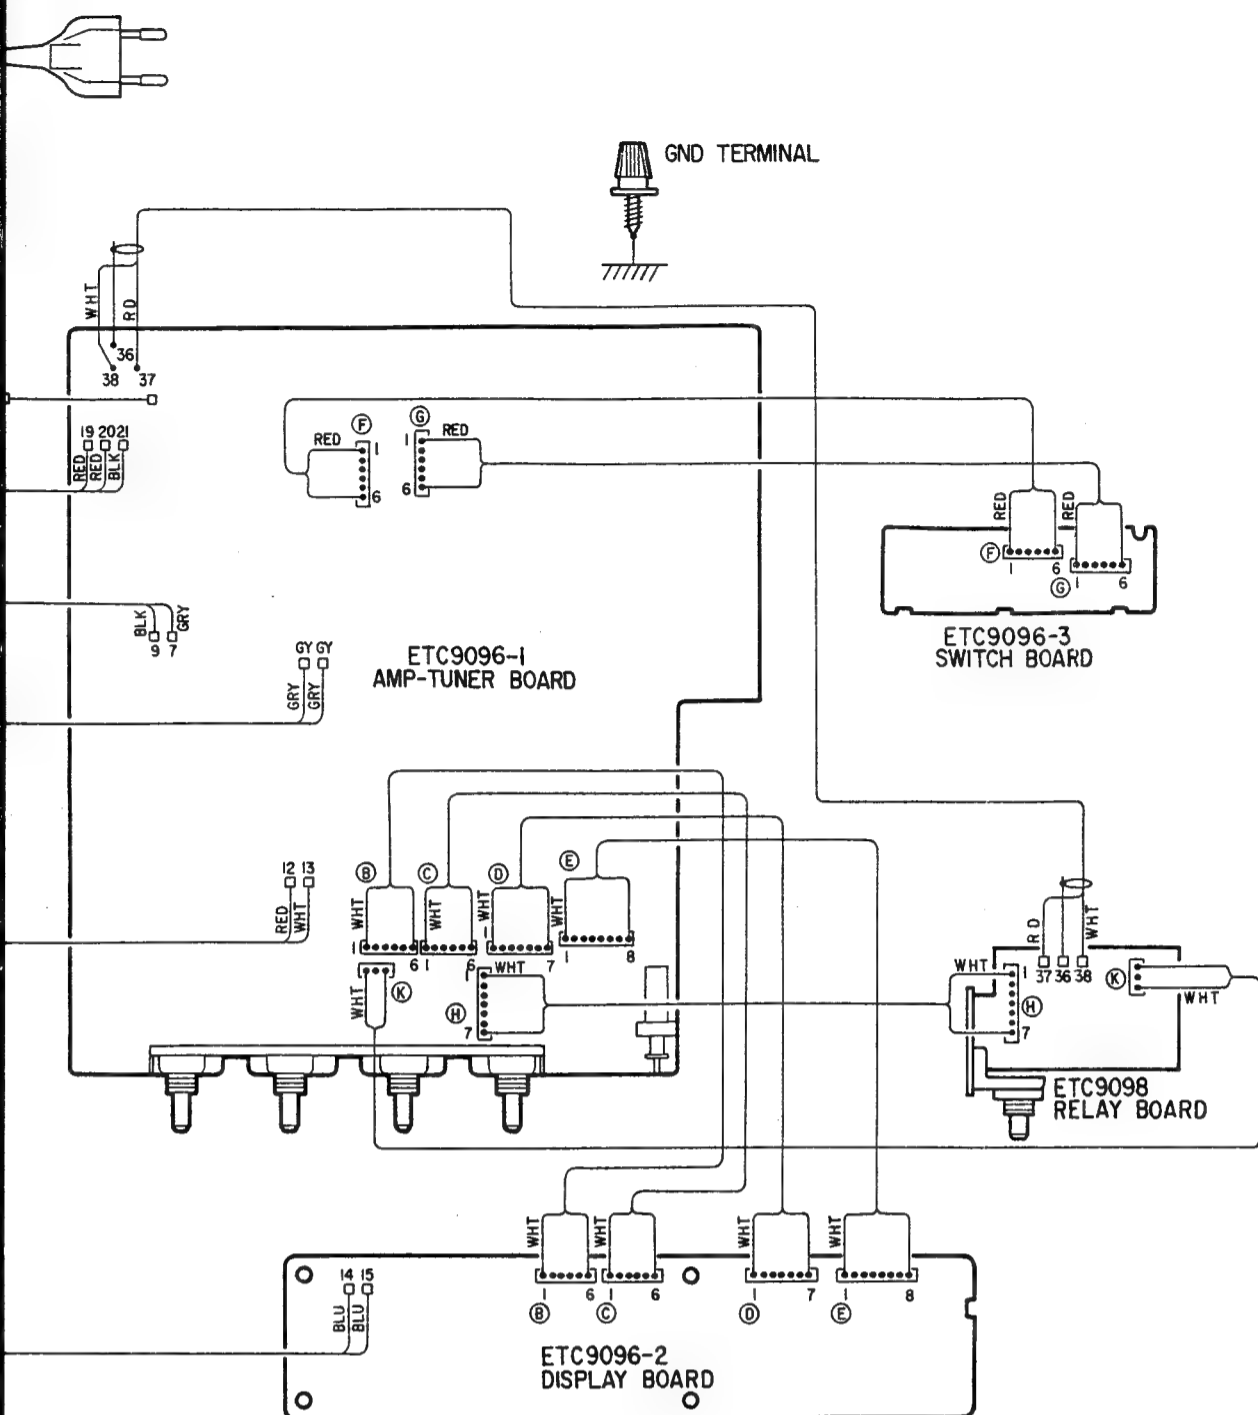 GND TERMINAL
WHT
RD
36
38 37
19 20 21
RED
RED
BLK
F
RED
1
6
G
1
RED
6
RED
RED
F
1
6
G
1
6
ETC9096-3
SWITCH BOARD
BLK
GRY
9 7
GY GY
GRY
GRY
ETC9096-1
AMP-TUNER BOARD
12 13
RED
WHT
B
WHT
1
6
C
WHT
1
6
D
WHT
1
7
E
WHT
1
8
WHT
K
1
WHT
H
7
RD
WHT
37 36 38
WHT
1
H
7
K
WHT
ETC9098
RELAY BOARD
WHT
1
6
B
WHT
1
6
C
WHT
1
7
D
WHT
1
8
E
14 15
BLU
BLU
ETC9096-2
DISPLAY BOARD